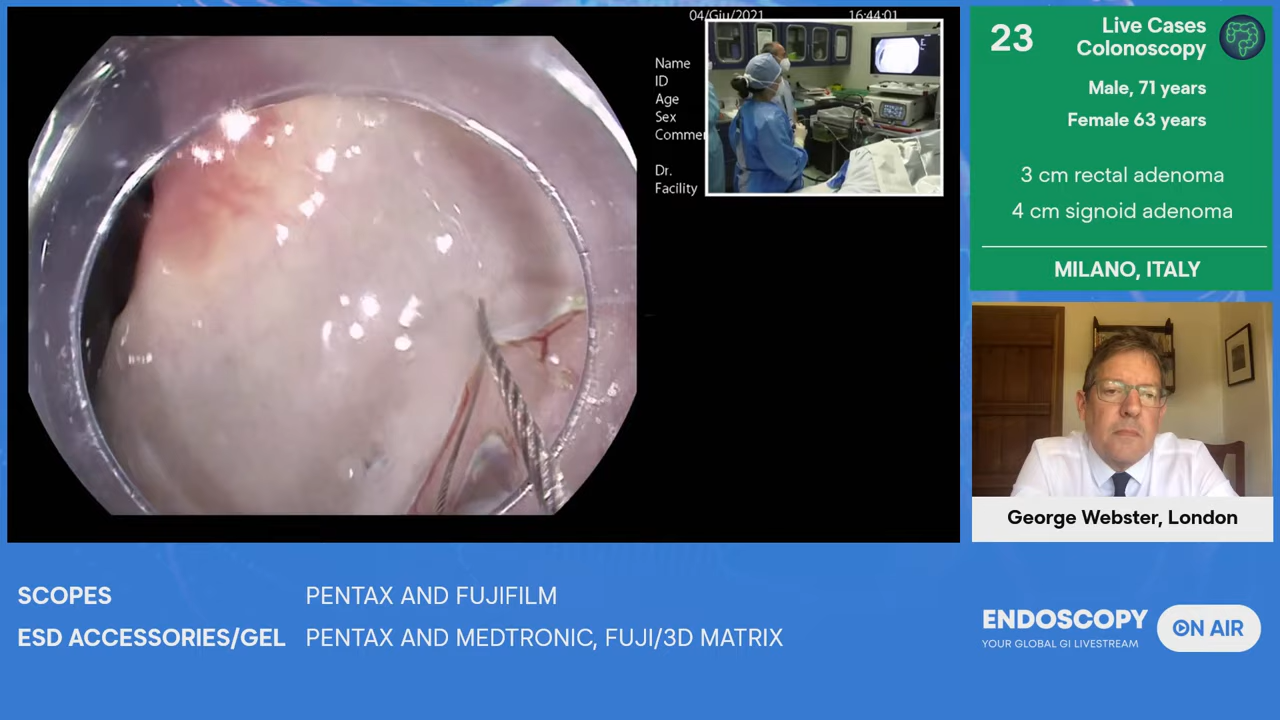 04/Giu/2021 16:44:01
Name
ID
Age
Sex
Commer
Dr.
Facility
23
Live Cases
Colonoscopy
Male, 71 years
Female 63 years
3 cm rectal adenoma
4 cm signoid adenoma
MILANO, ITALY
George Webster, London
SCOPES PENTAX AND FUJIFILM
ESD ACCESSORIES/GEL PENTAX AND MEDTRONIC, FUJI/3D MATRIX
ENDOSCOPY
YOUR GLOBAL GI LIVESTREAM
ON AIR